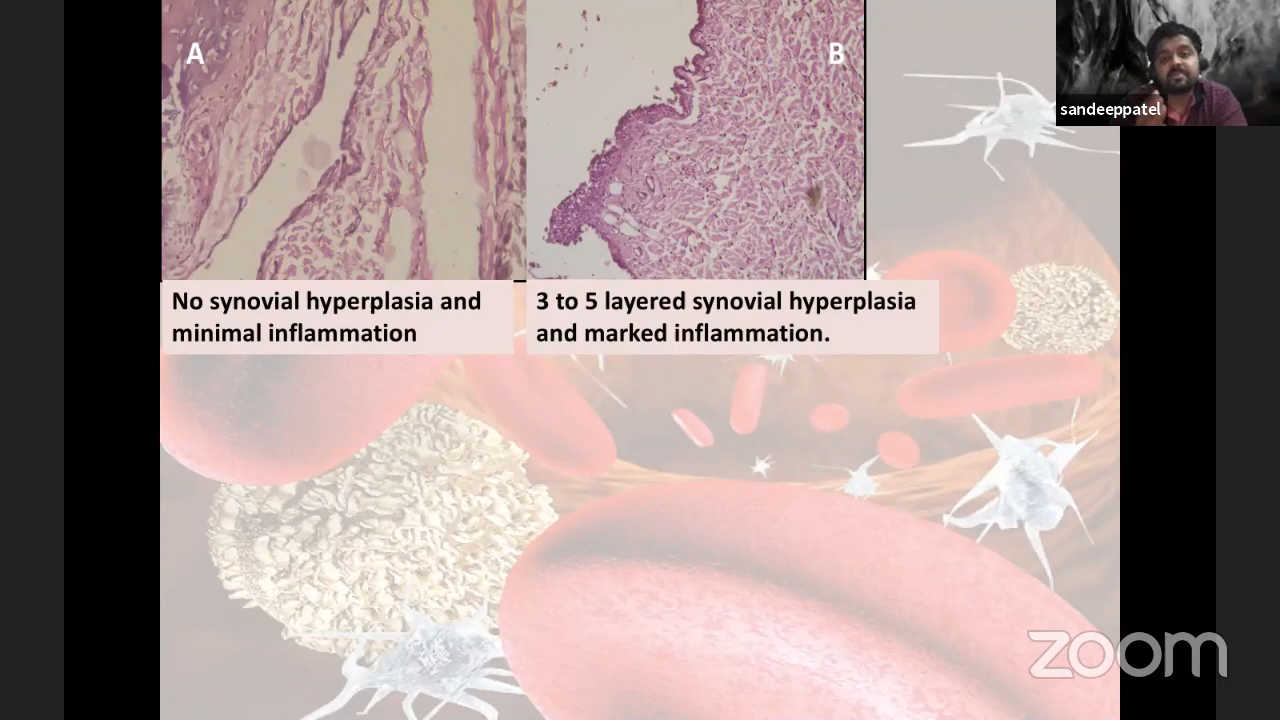 A
B
sandeeppatel
No synovial hyperplasia and
minimal inflammation
3 to 5 layered synovial hyperplasia
and marked inflammation.
zoom